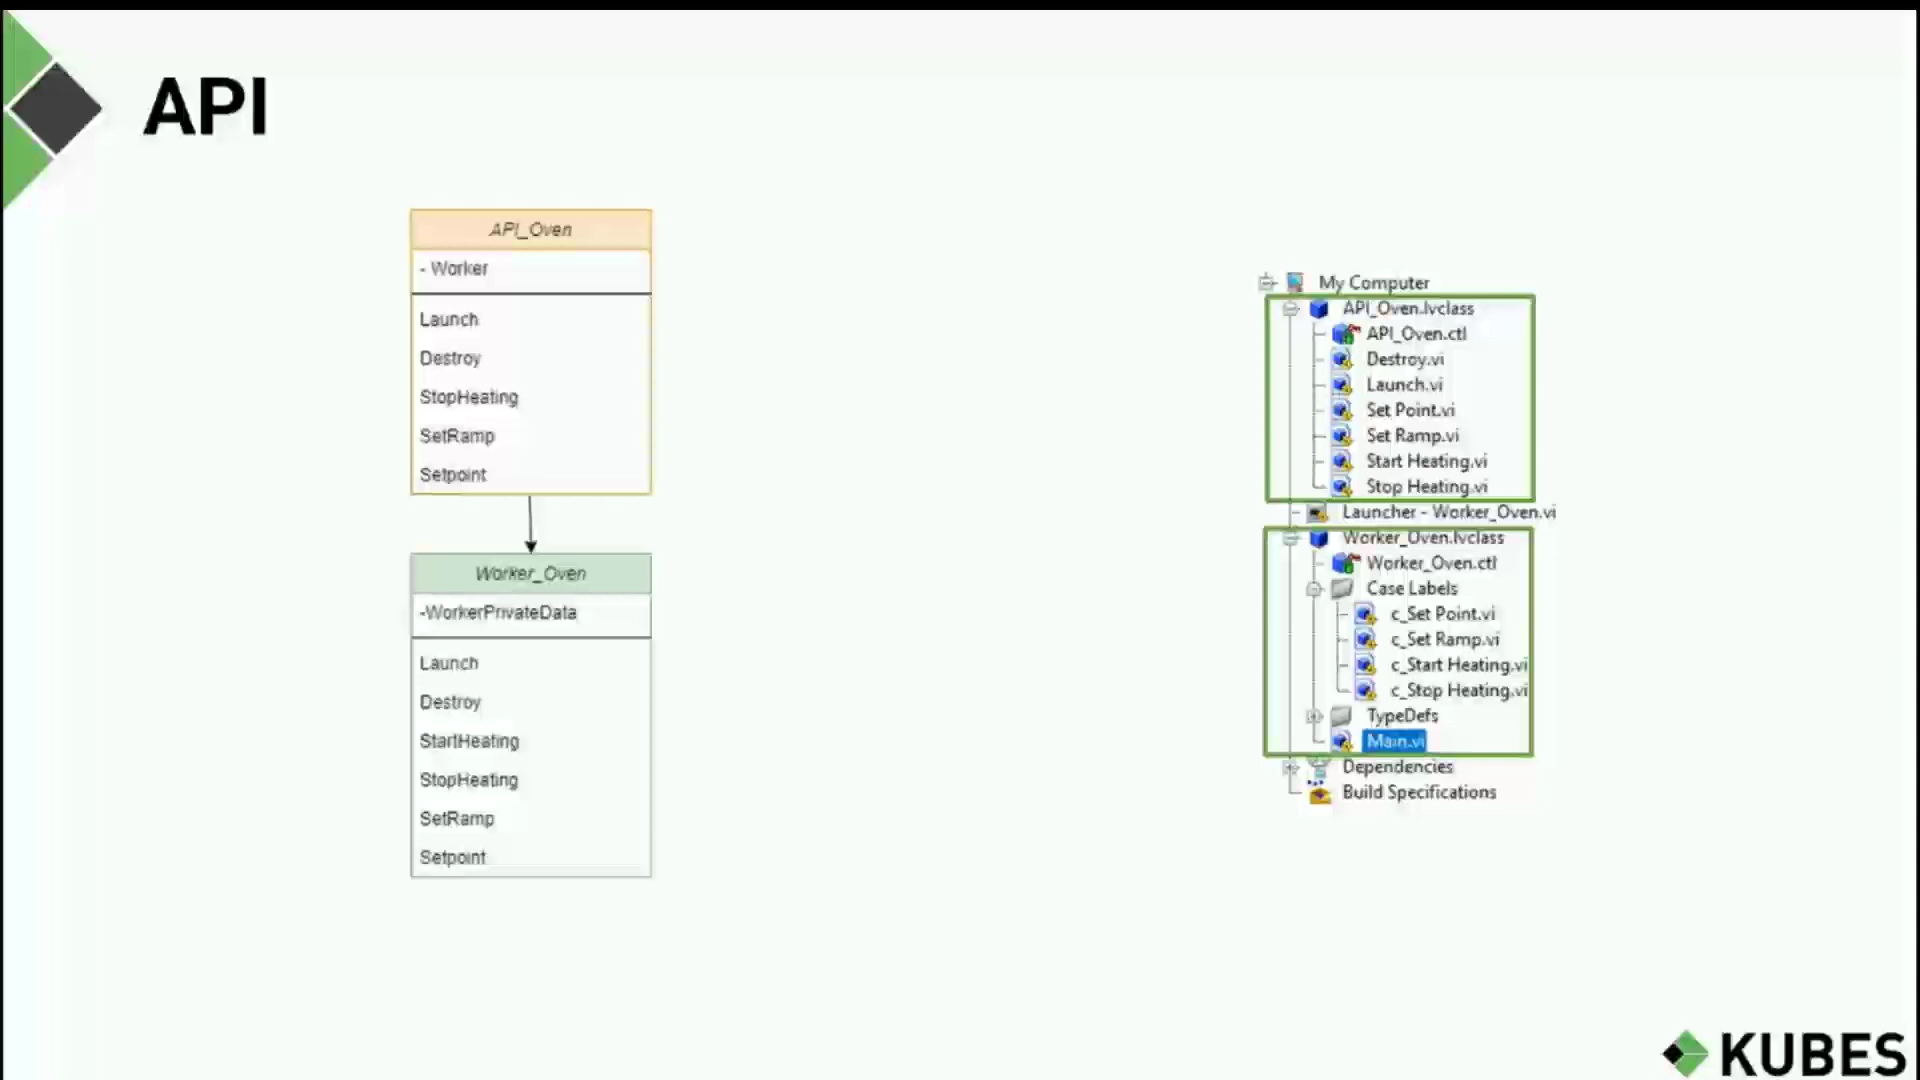 API
API_Oven
- Worker
Launch
Destroy
StopHeating
SetRamp
Setpoint
Worker_Oven
-WorkerPrivateData
Launch
Destroy
StartHeating
StopHeating
SetRamp
Setpoint
My Computer
API_Oven.lvclass
API_Oven.ctl
Destroy.vi
Launch.vi
Set Point.vi
Set Ramp.vi
Start Heating.vi
Stop Heating.vi
Launcher - Worker_Oven.vi
Worker_Oven.lvclass
Worker_Oven.ctl
Case Labels
c_Set Point.vi
c_Set Ramp.vi
c_Start Heating.vi
c_Stop Heating.vi
TypeDefs
Main.vi
Dependencies
Build Specifications
KUBES